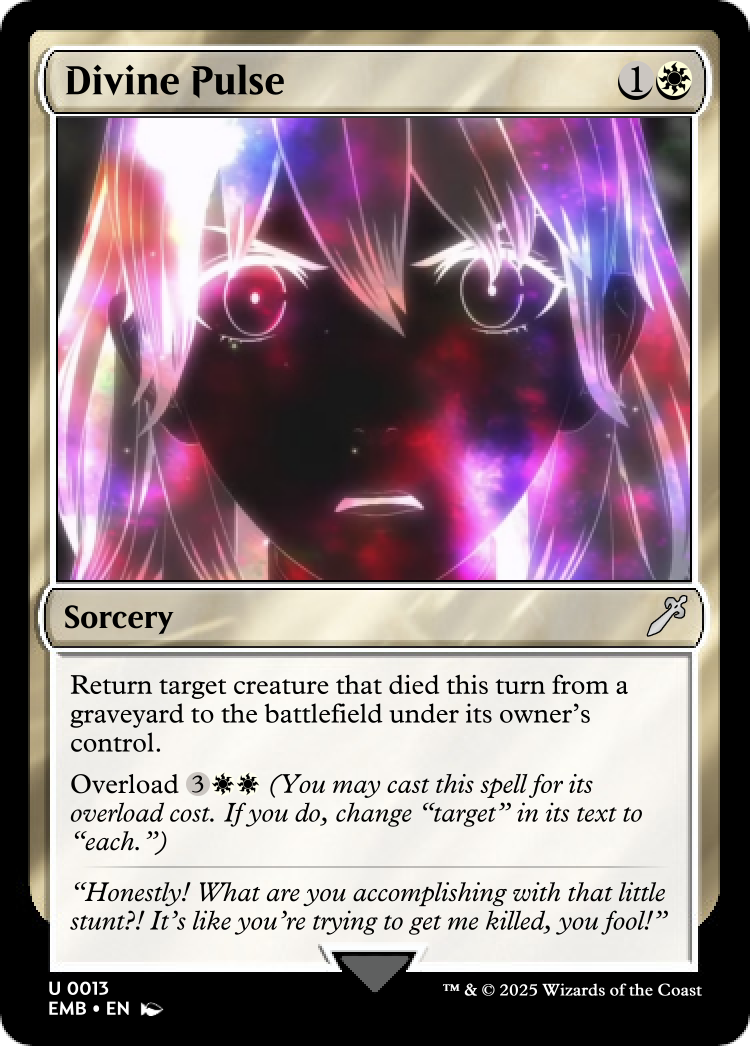 Divine Pulse 1
Sorcery
Return target creature that died this turn from a
graveyard to the battlefield under its owner's
control.
Overload 3 (You may cast this spell for its
overload cost. If you do, change “target” in its text to
“each.”)
“Honestly! What are you accomplishing with that little
stunt?! It's like you're trying to get me killed, you fool!”
U 0013
EMB • EN
™ & © 2025 Wizards of the Coast